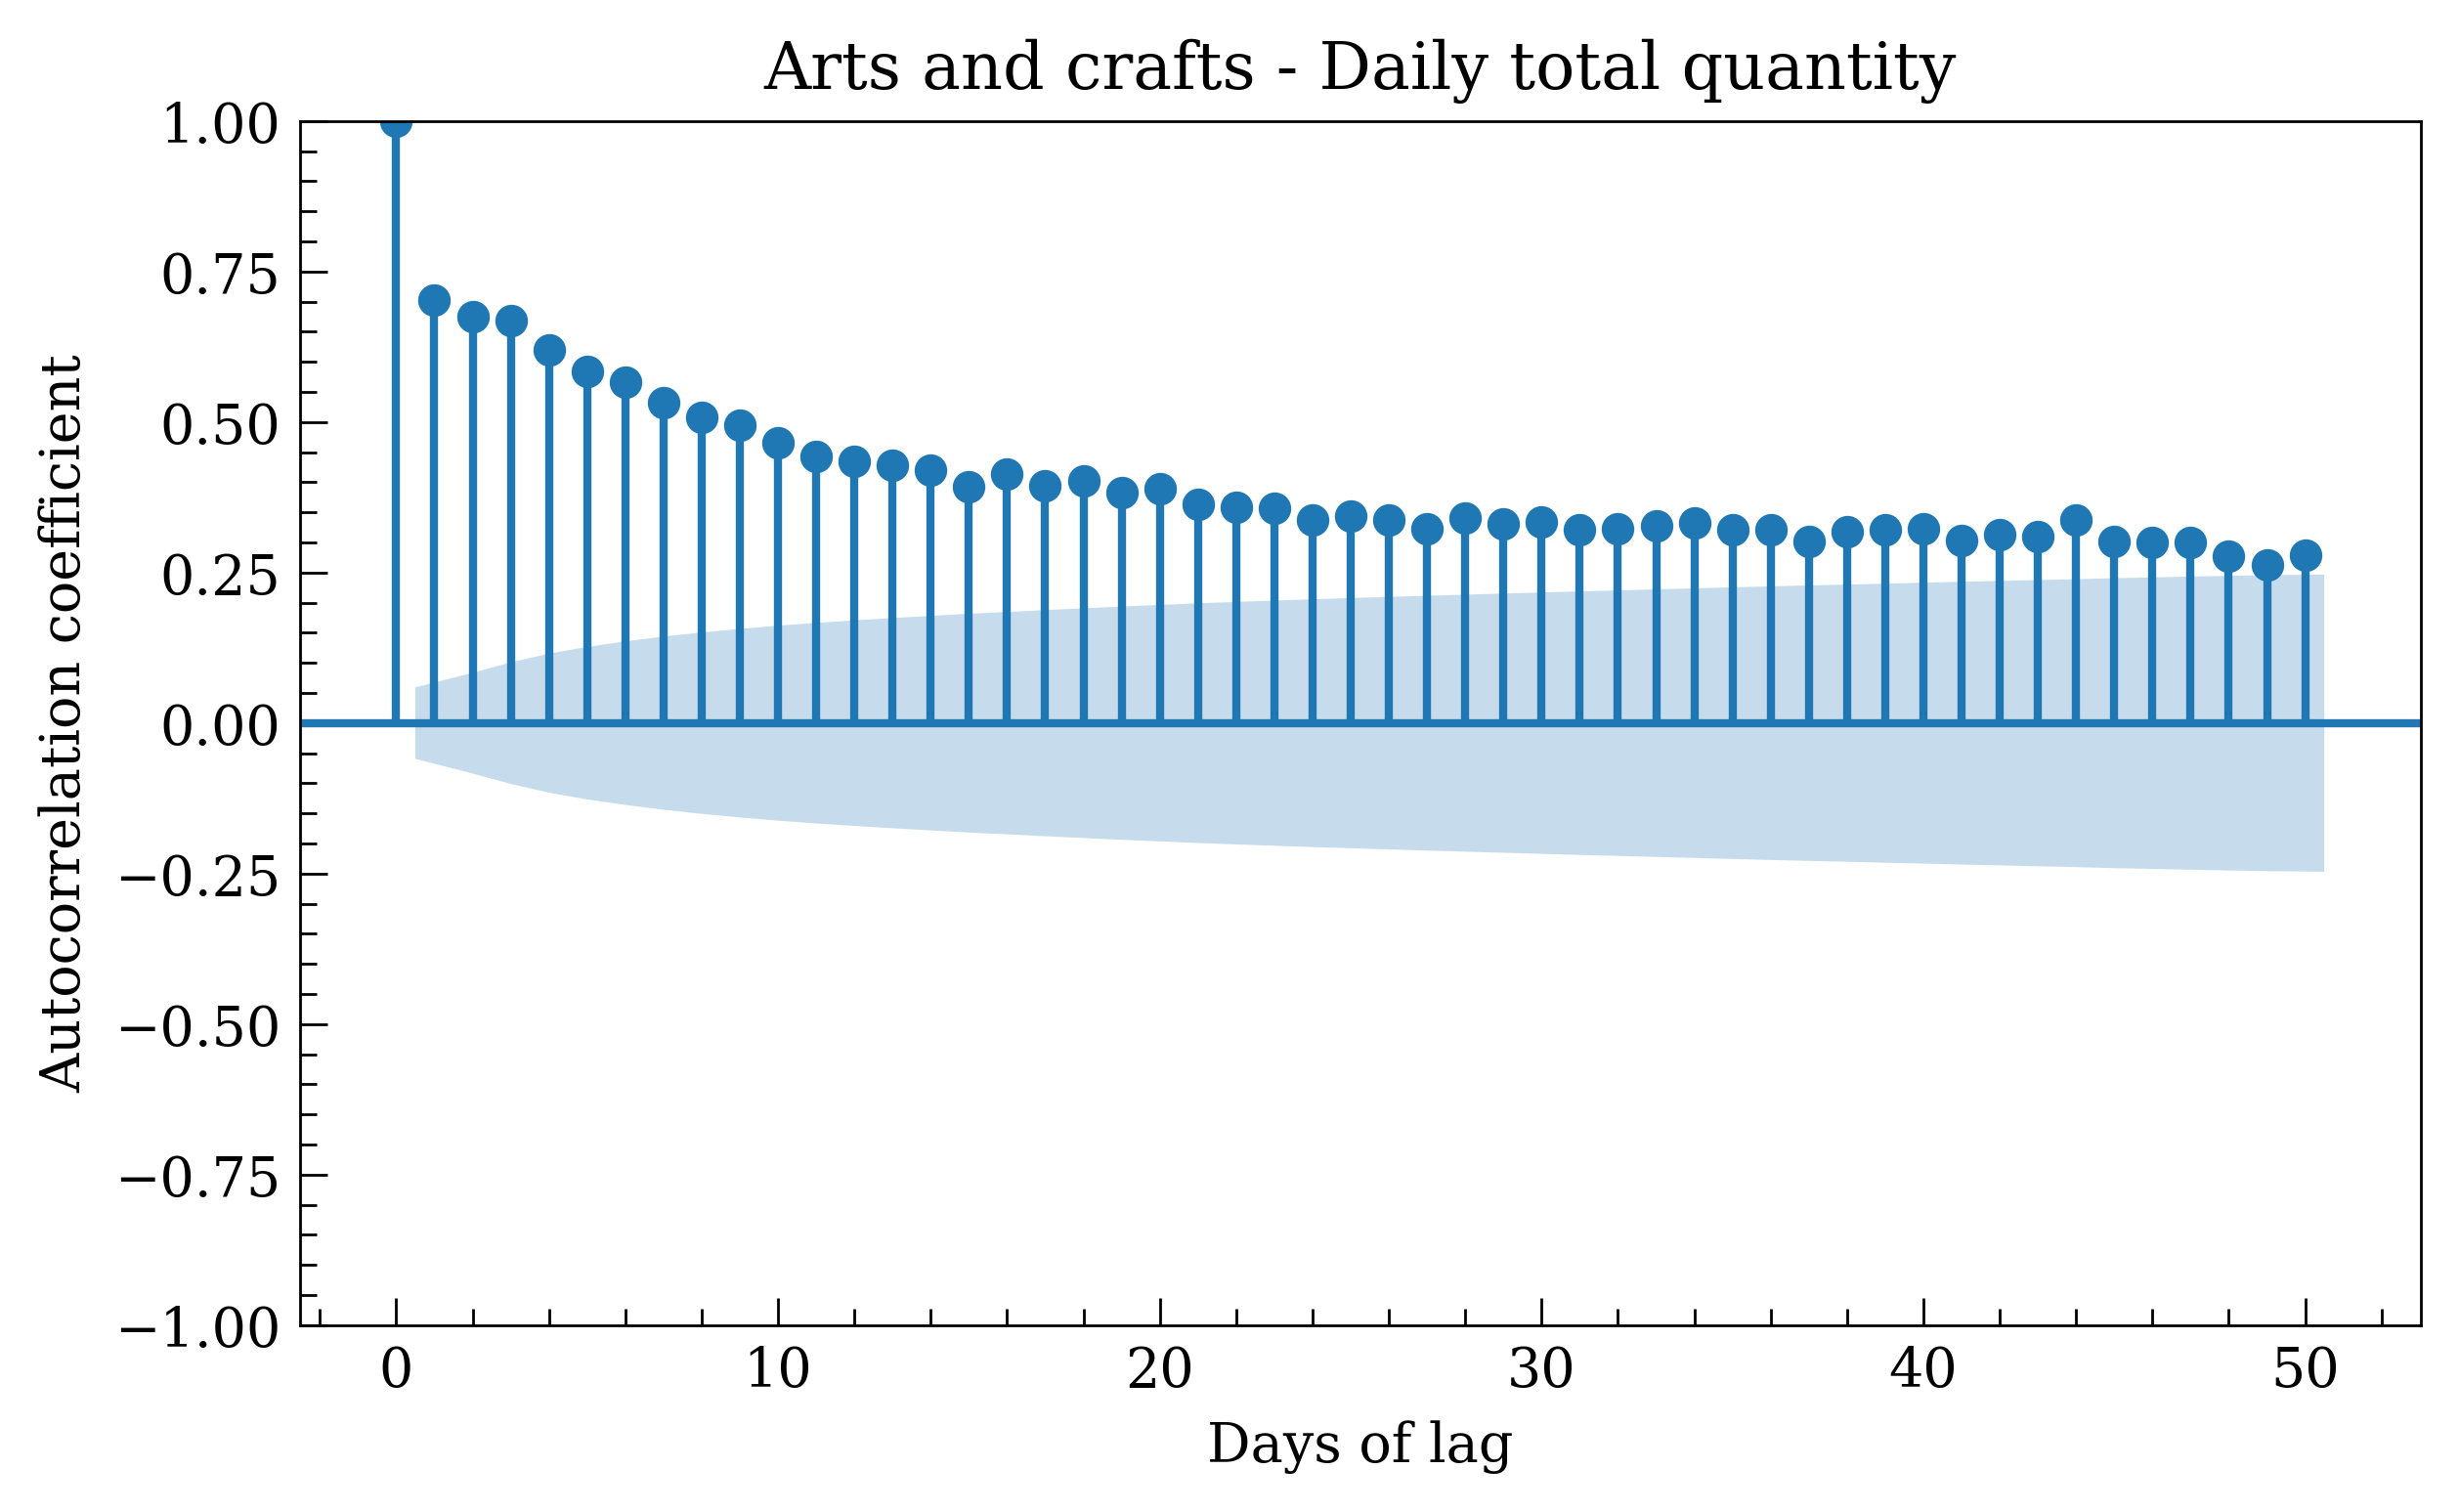 Arts and crafts - Daily total quantity
1.00
0.75
0.50
0.25
0.00
−0.25
−0.50
−0.75
−1.00
Autocorrelation coefficient
0 10 20 30 40 50
Days of lag